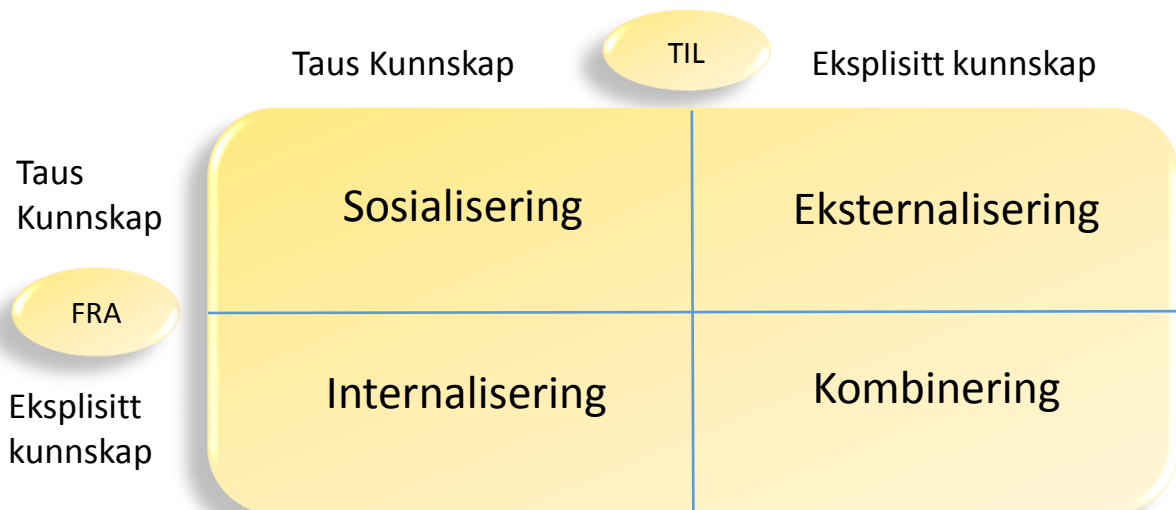 TIL
Taus Kunnskap
Eksplisitt kunnskap
Taus
Kunnskap
Sosialisering
Eksternalisering
FRA
Internalisering
Kombinering
Eksplisitt
kunnskap